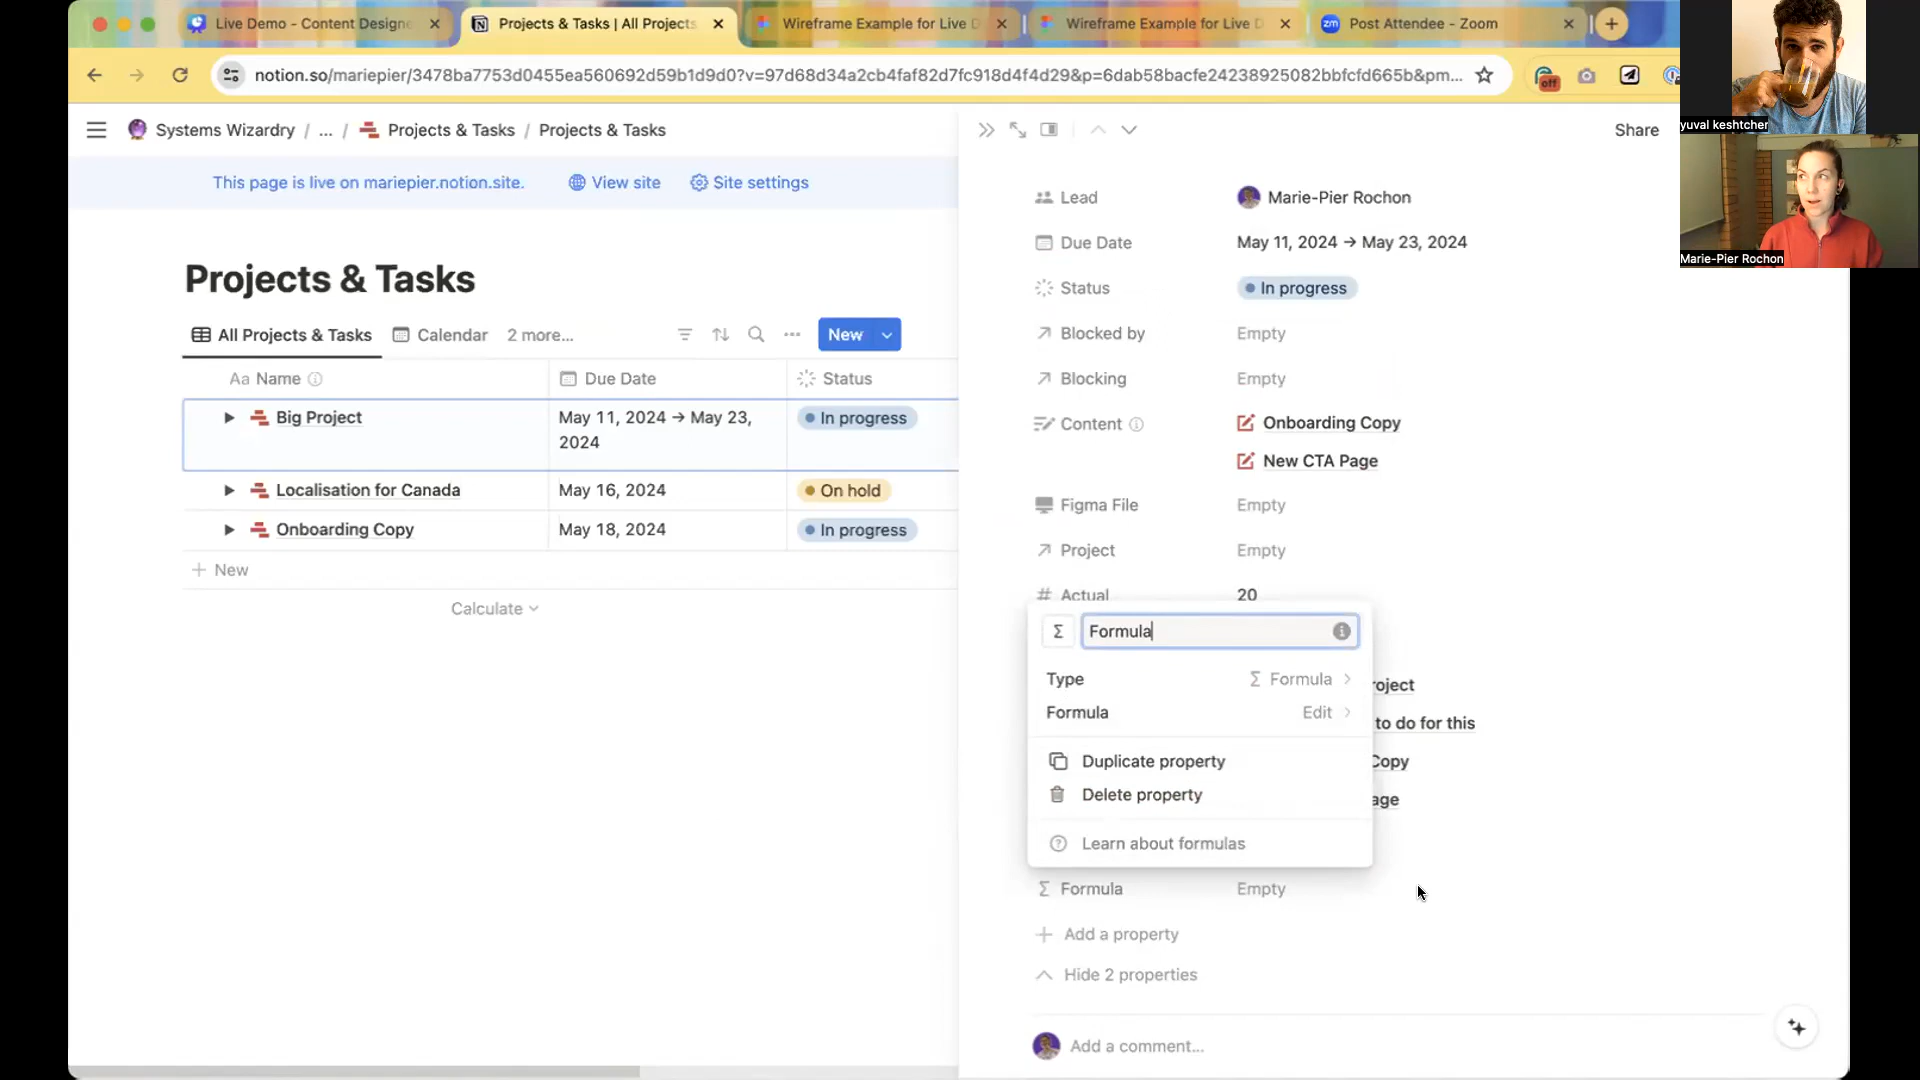 Live Demo - Content Designe
Projects & Tasks | All Projects
Wireframe Example for Live D
Wireframe Example for Live D
zm Post Attendee - Zoom
notion.so/mariepier/3478ba7753d0455ea560692d59b1d9d0?v=97d68d34a2cb4faf82d7fc918d4f4d29&p=6dab58bacfe24238925082bbfcfd665b&pm...
off
yuval keshtcher
Marie-Pier Rochon
Systems Wizardry / ... / Projects & Tasks / Projects & Tasks
Share
This page is live on mariepier.notion.site.
View site
Site settings
Projects & Tasks
All Projects & Tasks
Calendar
2 more...
New
Aa Name
Due Date
Status
Big Project
May 11, 2024 → May 23, 2024
In progress
Localisation for Canada
May 16, 2024
On hold
Onboarding Copy
May 18, 2024
In progress
+ New
Calculate
Lead
Marie-Pier Rochon
Due Date
May 11, 2024 → May 23, 2024
Status
In progress
Blocked by
Empty
Blocking
Empty
Content
Onboarding Copy
New CTA Page
Figma File
Empty
Project
Empty
# Actual
20
Σ Formula
Type
Σ Formula
Formula
Edit
Duplicate property
Delete property
Learn about formulas
roject
to do for this
Copy
age
Σ Formula
Empty
+ Add a property
Hide 2 properties
Add a comment...